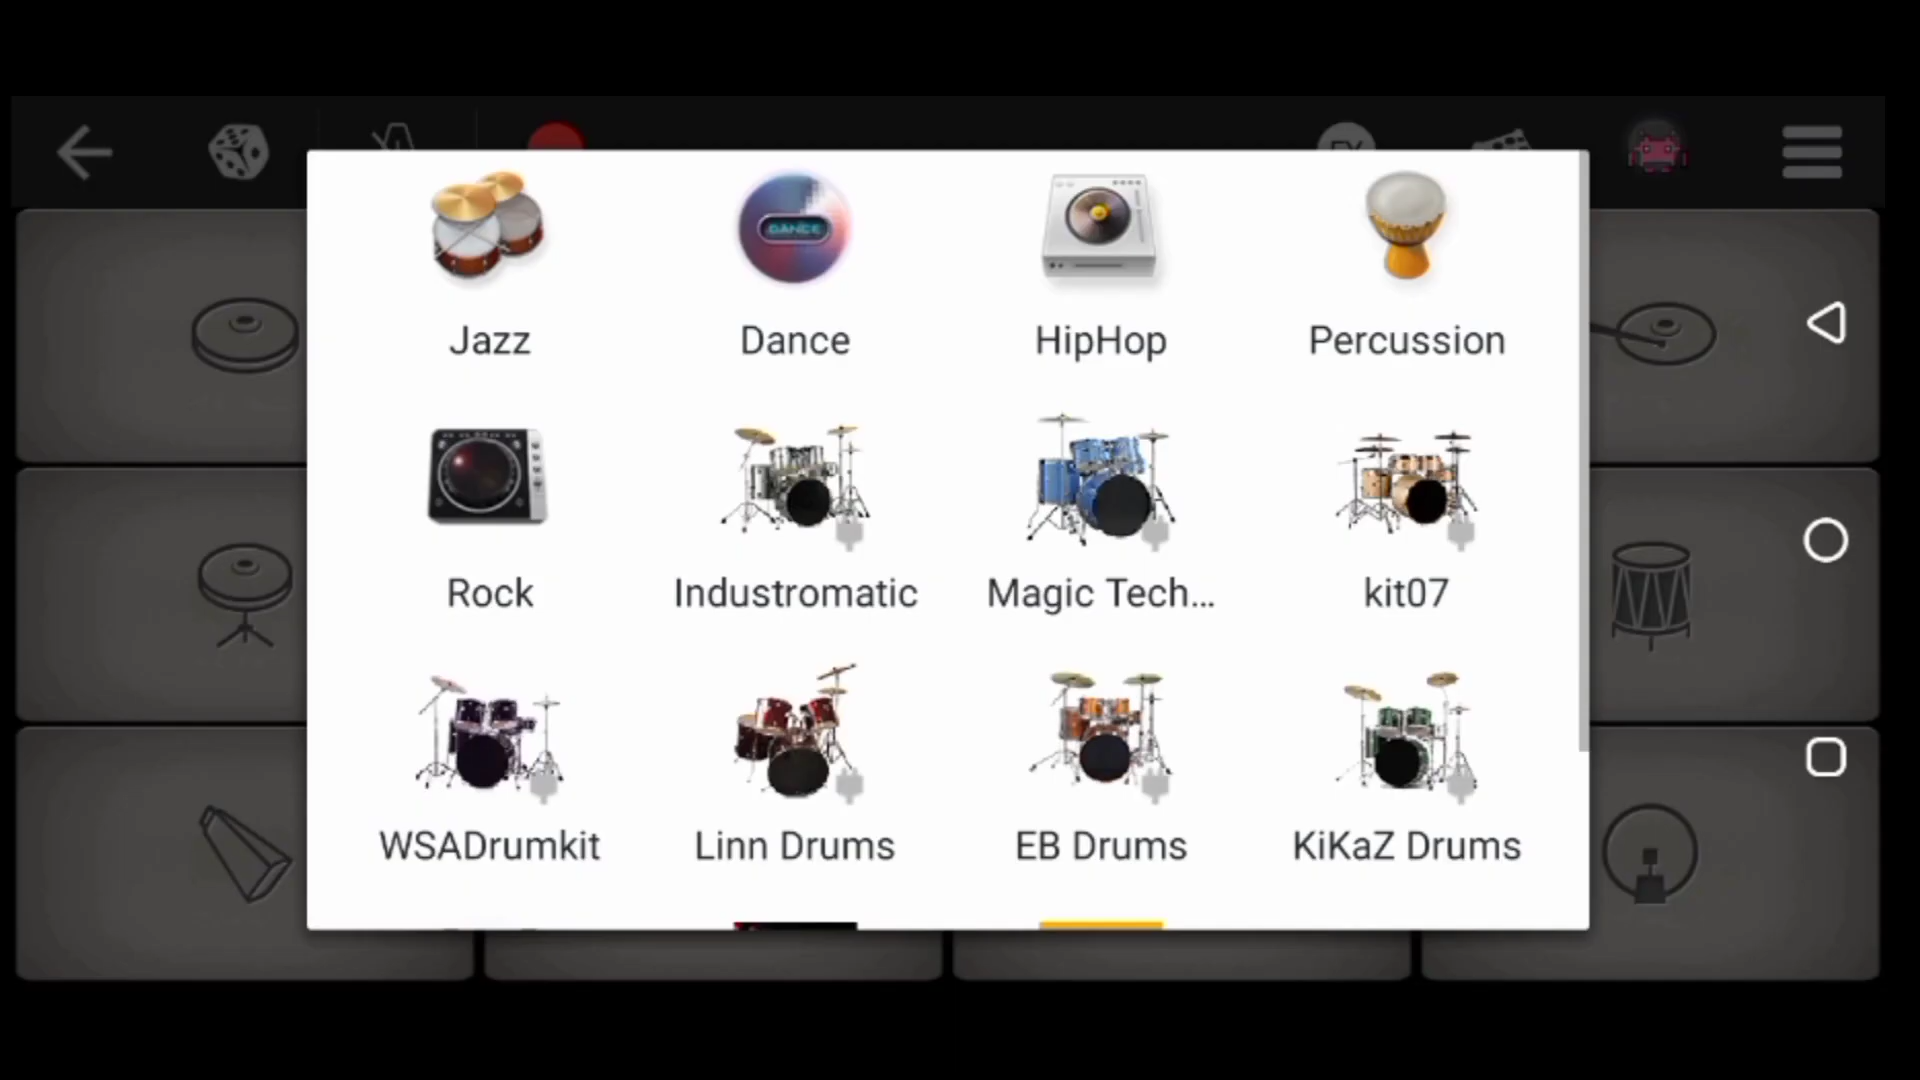 DANCE
Jazz
Dance
HipHop
Percussion
Rock
Industromatic
Magic Tech...
kit07
WSADrumkit
Linn Drums
EB Drums
KiKaZ Drums